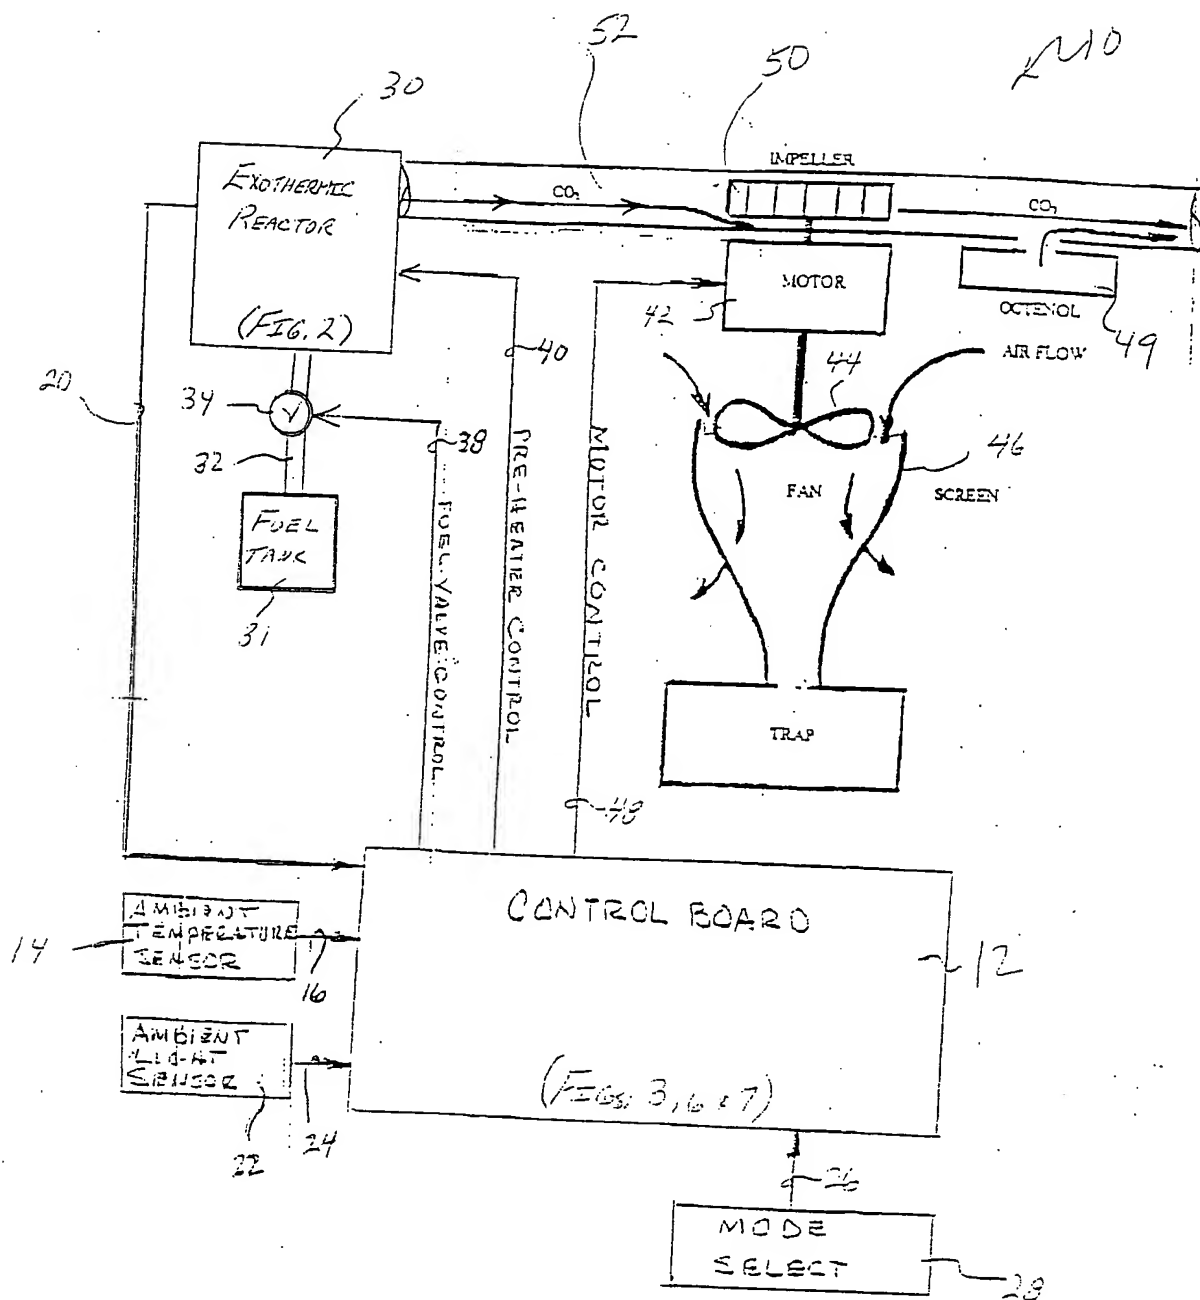 52
10
50
30
IMPELLER
EXOTHERMIC
REACTOR
CO2
CO2
MOTOR
42
(FIG. 2)
OCTENOL
49
40
44
AIR FLOW
20
34
38
46
32
FAN
SCREEN
FUEL
TANK
31
FUEL VALVE CONTROL
PRE-HEATER CONTROL
MOTOR CONTROL
TRAP
48
CONTROL BOARD
AMBIENT
TEMPERATURE
SENSOR
14
16
12
AMBIENT
LIGHT
SENSOR
22
24
(FIGS. 3, 6 & 7)
26
MODE
SELECT
28